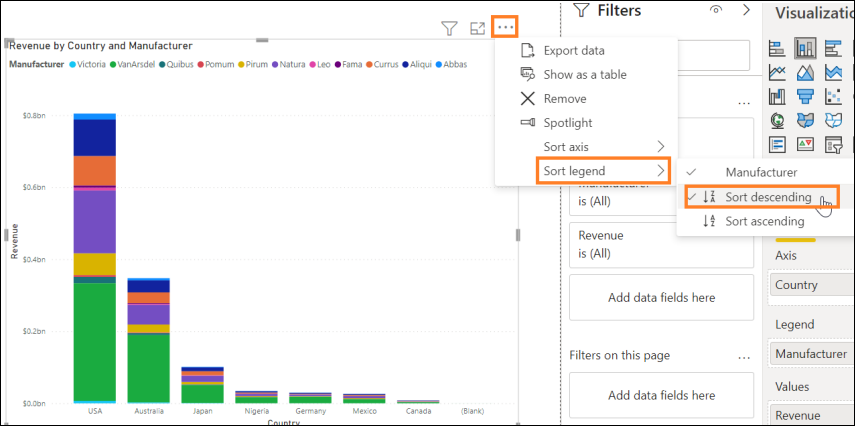 Filters
Visualizatio
Revenue by Country and Manufacturer
Manufacturer Victoria VanArsdel Quibus Pomum Pirum Natura Leo Fama Currus Aliqui Abbas
Export data
Show as a table
Remove
Spotlight
Sort axis
Sort legend
Manufacturer
Sort descending
Sort ascending
is (All)
Revenue
is (All)
Add data fields here
Filters on this page
Add data fields here
Axis
Country
Legend
Manufacturer
Values
Revenue
$0.8bn
$0.6bn
$0.4bn
$0.2bn
$0.0bn
Revenue
USA Australia Japan Nigeria Germany Mexico Canada (Blank)
Country